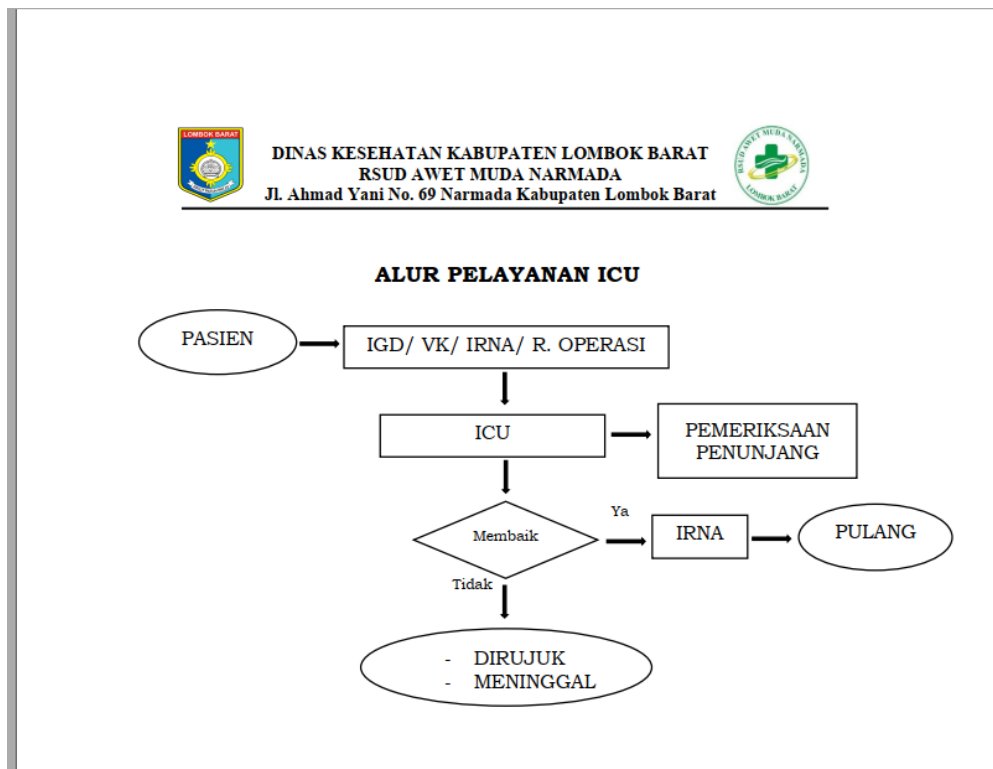 LOMBOK BARAT
DINAS KESEHATAN KABUPATEN LOMBOK BARAT
RSUD AWET MUDA NARMADA
Jl. Ahmad Yani No. 69 Narmada Kabupaten Lombok Barat
RSUD AWET MUDA NARMADA
LOMBOK BARAT
ALUR PELAYANAN ICU
PASIEN
IGD/ VK/ IRNA/ R. OPERASI
ICU
PEMERIKSAAN
PENUNJANG
Membaik
Ya
IRNA
PULANG
Tidak
- DIRUJUK
- MENINGGAL